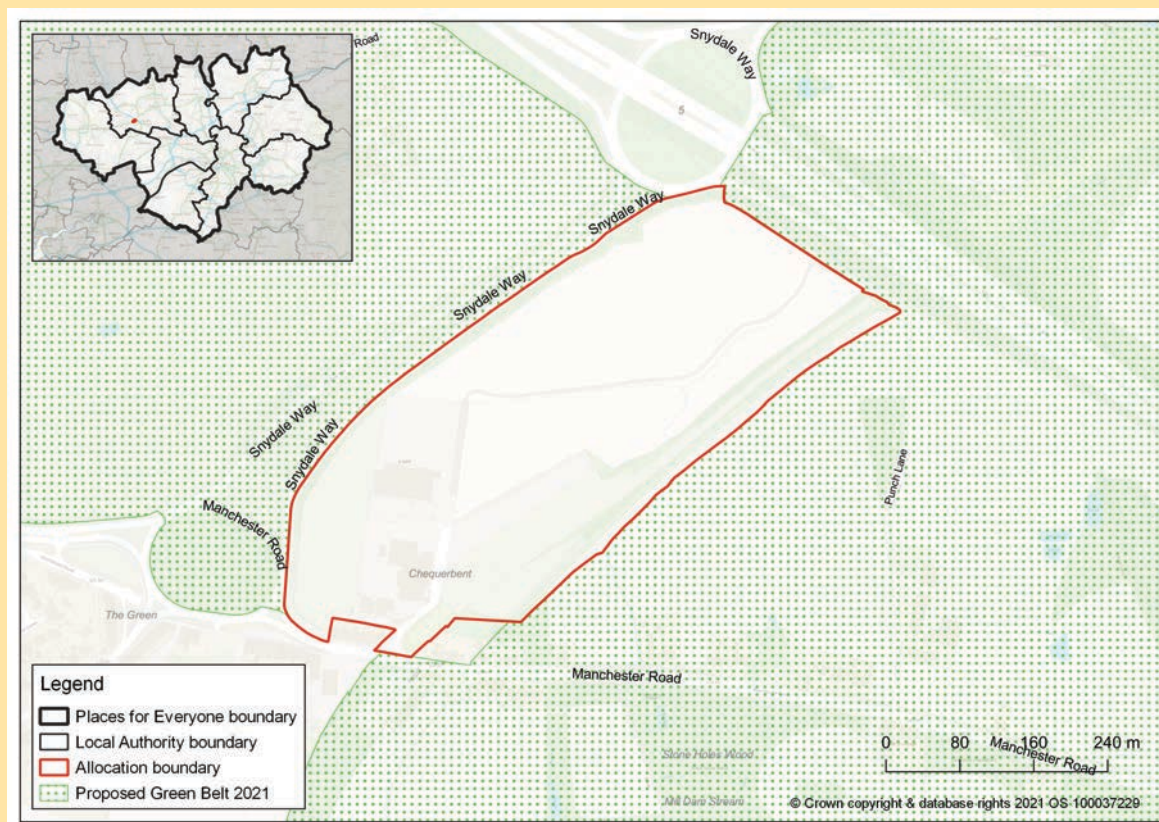 Road
Snydale Way
5
Snydale Way
Snydale Way
Snydale Way
Snydale Way
Manchester Road
Punch Lane
Chequerbent
The Green
Manchester Road
Stone Holes Wood
Mill Dam Stream
Legend
Places for Everyone boundary
Local Authority boundary
Allocation boundary
Proposed Green Belt 2021
0 80 160 240 m
Manchester Road
© Crown copyright & database rights 2021 OS 100037229